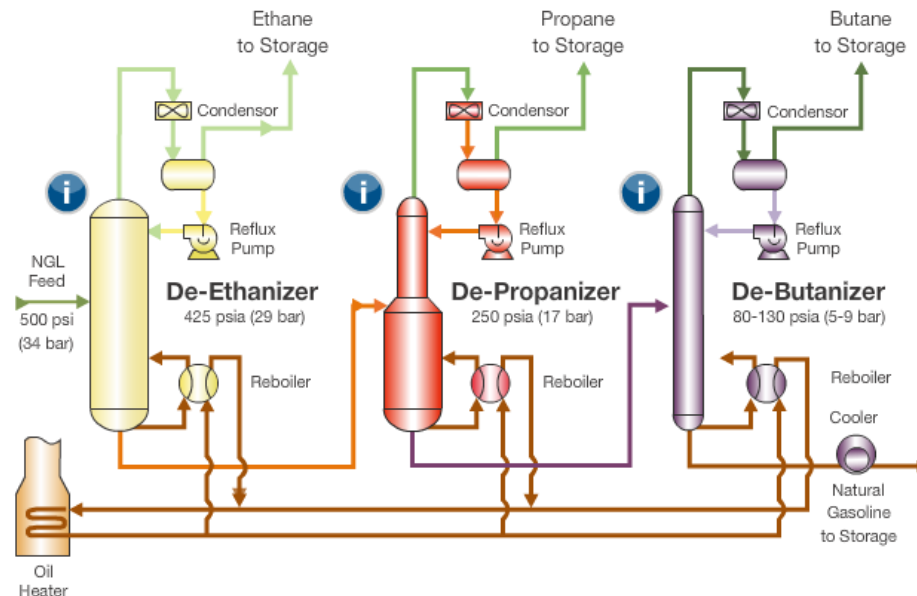 Ethane
to Storage
Propane
to Storage
Butane
to Storage
Condensor
Condensor
Condensor
i
i
i
Reflux
Pump
Reflux
Pump
Reflux
Pump
NGL
Feed
500 psi
(34 bar)
De-Ethanizer
425 psia (29 bar)
De-Propanizer
250 psia (17 bar)
De-Butanizer
80-130 psia (5-9 bar)
Reboiler
Reboiler
Reboiler
Cooler
Natural
Gasoline
to Storage
Oil
Heater